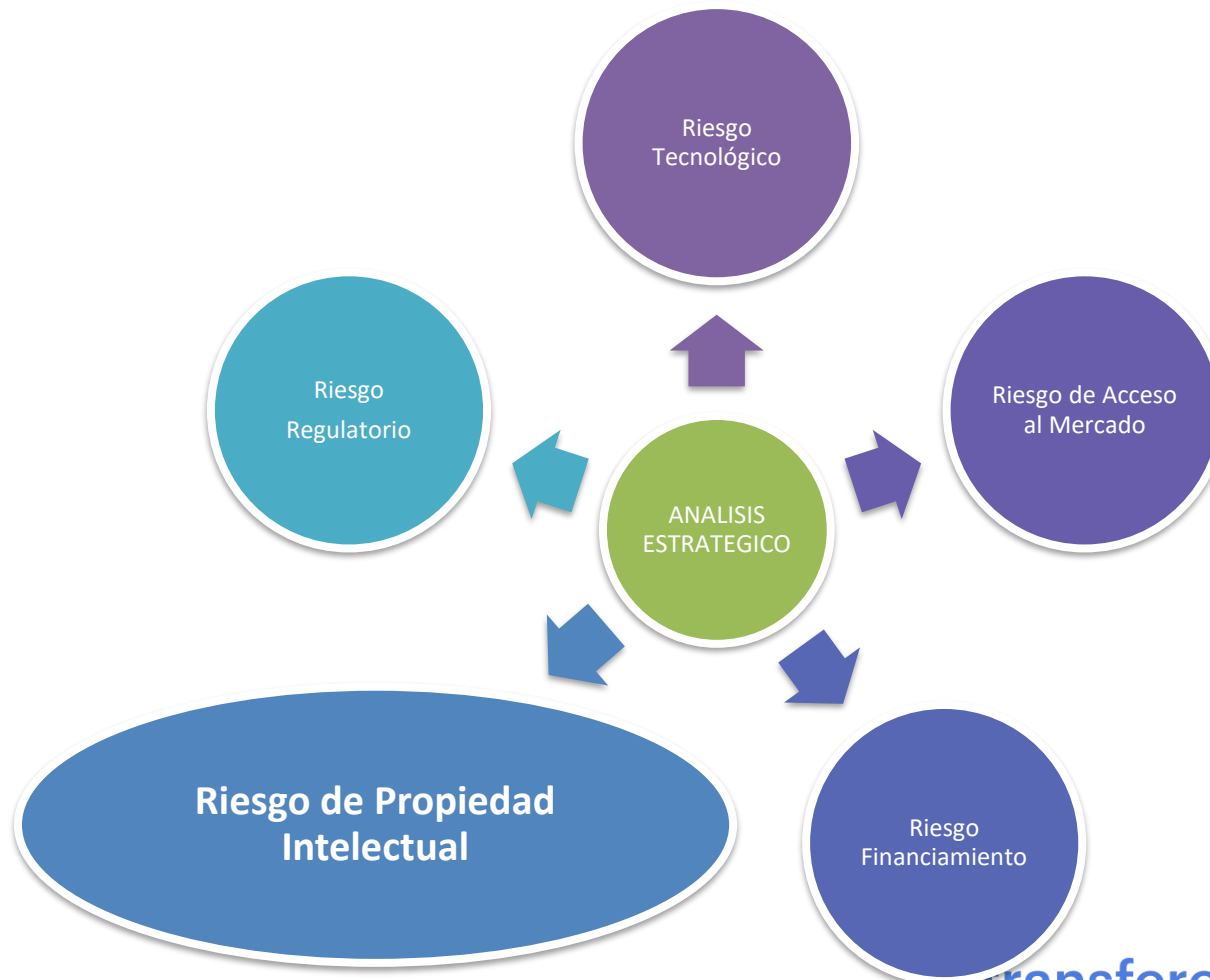 Riesgo
Tecnológico
Riesgo de Acceso
al Mercado
Riesgo
Regulatorio
ANALISIS
ESTRATEGICO
Riesgo de Propiedad
Intelectual
Riesgo
Financiamiento